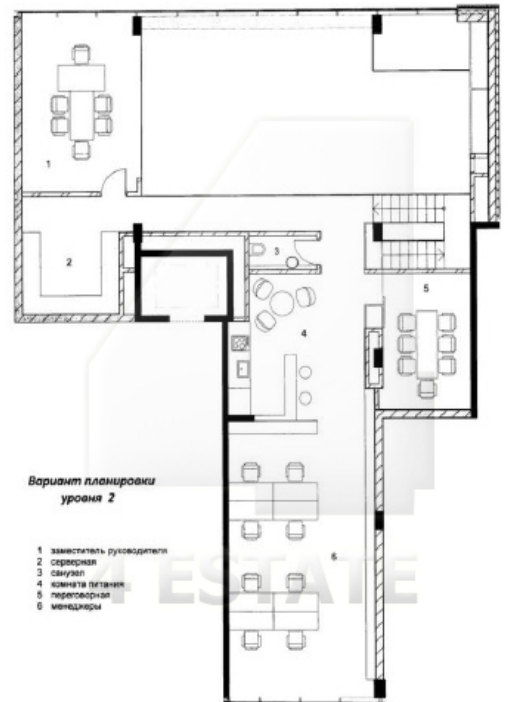 1
2
3
4
5
6
Вариант планировки
уровня 2
1 заместитель руководителя
2 серверная
3 санузел
4 комната питания
5 переговорная
6 менеджеры
4 ESTATE